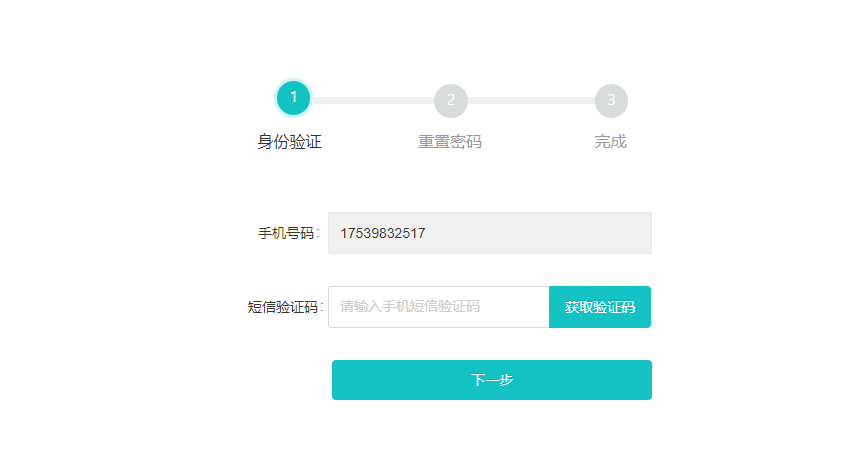 1 2 3
身份验证 重置密码 完成
手机号码: 17539832517
短信验证码: 请输入手机短信验证码 获取验证码
下一步